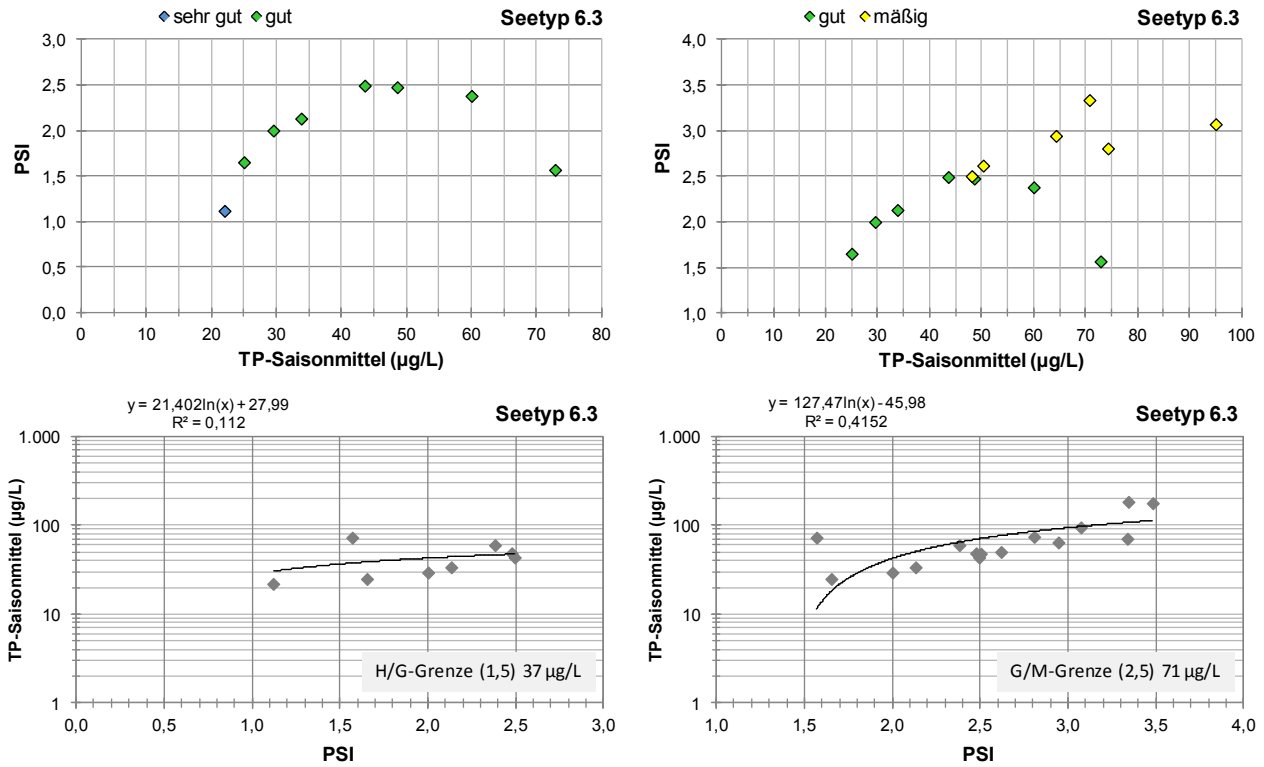 sehr gut gut
Seetyp 6.3
3,0
2,5
2,0
1,5
1,0
0,5
0,0
PSI
0 10 20 30 40 50 60 70 80
TP-Saisonmittel (µg/L)
gut mäßig
Seetyp 6.3
4,0
3,5
3,0
2,5
2,0
1,5
1,0
PSI
0 10 20 30 40 50 60 70 80 90 100
TP-Saisonmittel (µg/L)
y = 21,402ln(x) + 27,99
R² = 0,112
Seetyp 6.3
1.000
100
10
1
TP-Saisonmittel (µg/L)
H/G-Grenze (1,5) 37 µg/L
0,0 0,5 1,0 1,5 2,0 2,5 3,0
PSI
y = 127,47ln(x) - 45,98
R² = 0,4152
Seetyp 6.3
1.000
100
10
1
TP-Saisonmittel (µg/L)
G/M-Grenze (2,5) 71 µg/L
1,0 1,5 2,0 2,5 3,0 3,5 4,0
PSI